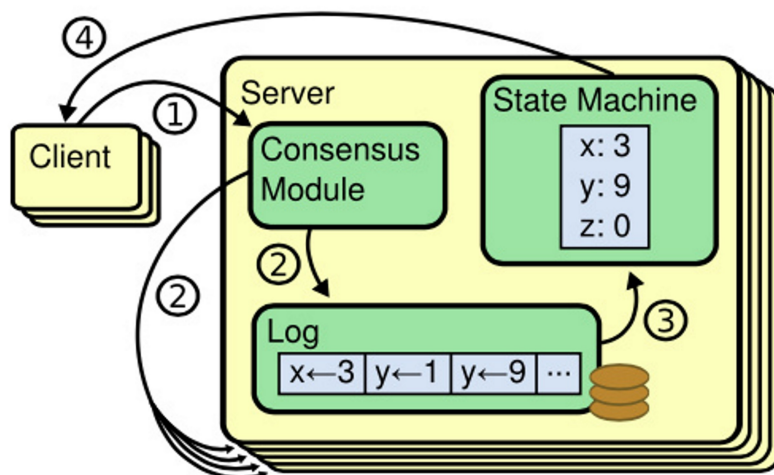 ④
①
Server
State Machine
Client
Consensus
Module
x: 3
y: 9
z: 0
②
②
③
Log
x←3 y←1 y←9 ...